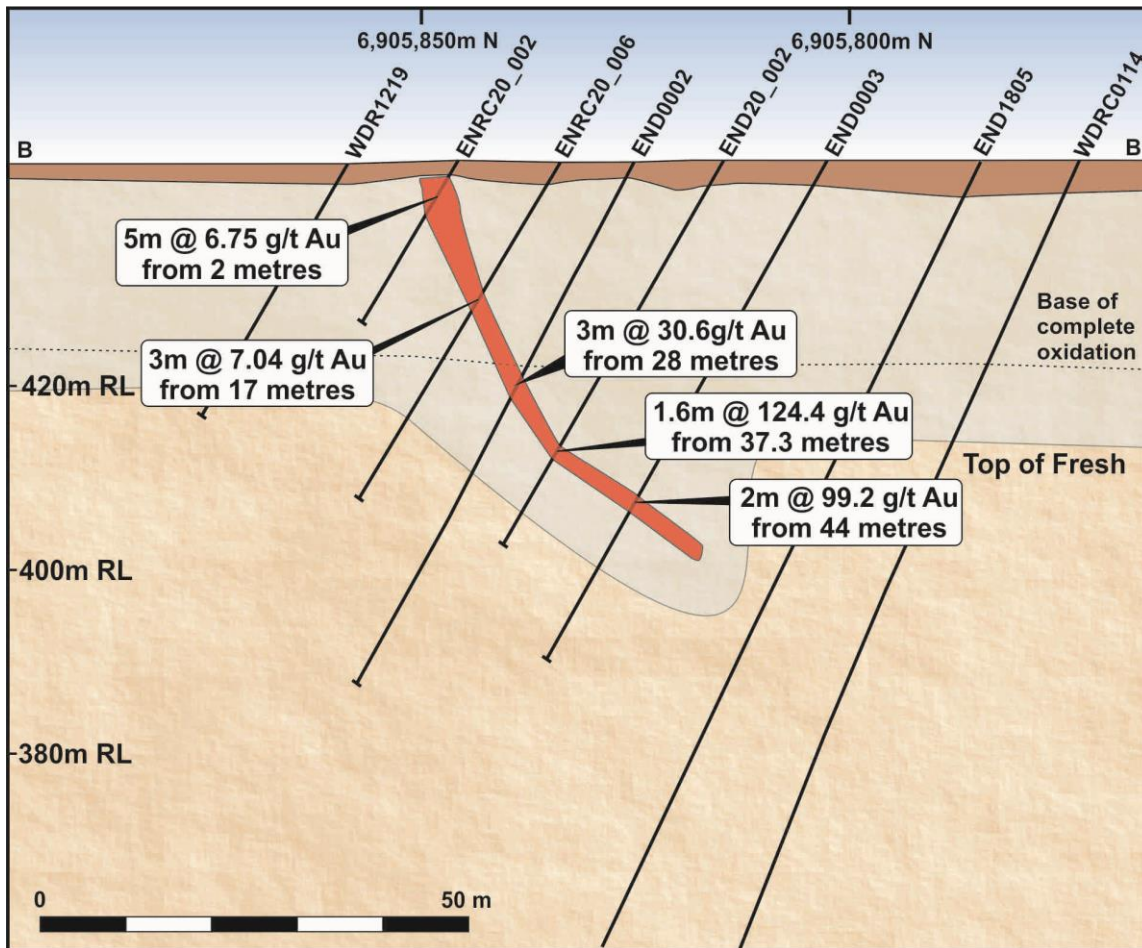 6,905,850m N
6,905,800m N
WDR1219
ENRC20_002
ENRC20_006
END0002
END20_002
END0003
END1805
WDRC0114
B
B
5m @ 6.75 g/t Au
from 2 metres
3m @ 7.04 g/t Au
from 17 metres
3m @ 30.6g/t Au
from 28 metres
1.6m @ 124.4 g/t Au
from 37.3 metres
2m @ 99.2 g/t Au
from 44 metres
Base of
complete
oxidation
420m RL
Top of Fresh
400m RL
380m RL
0
50 m